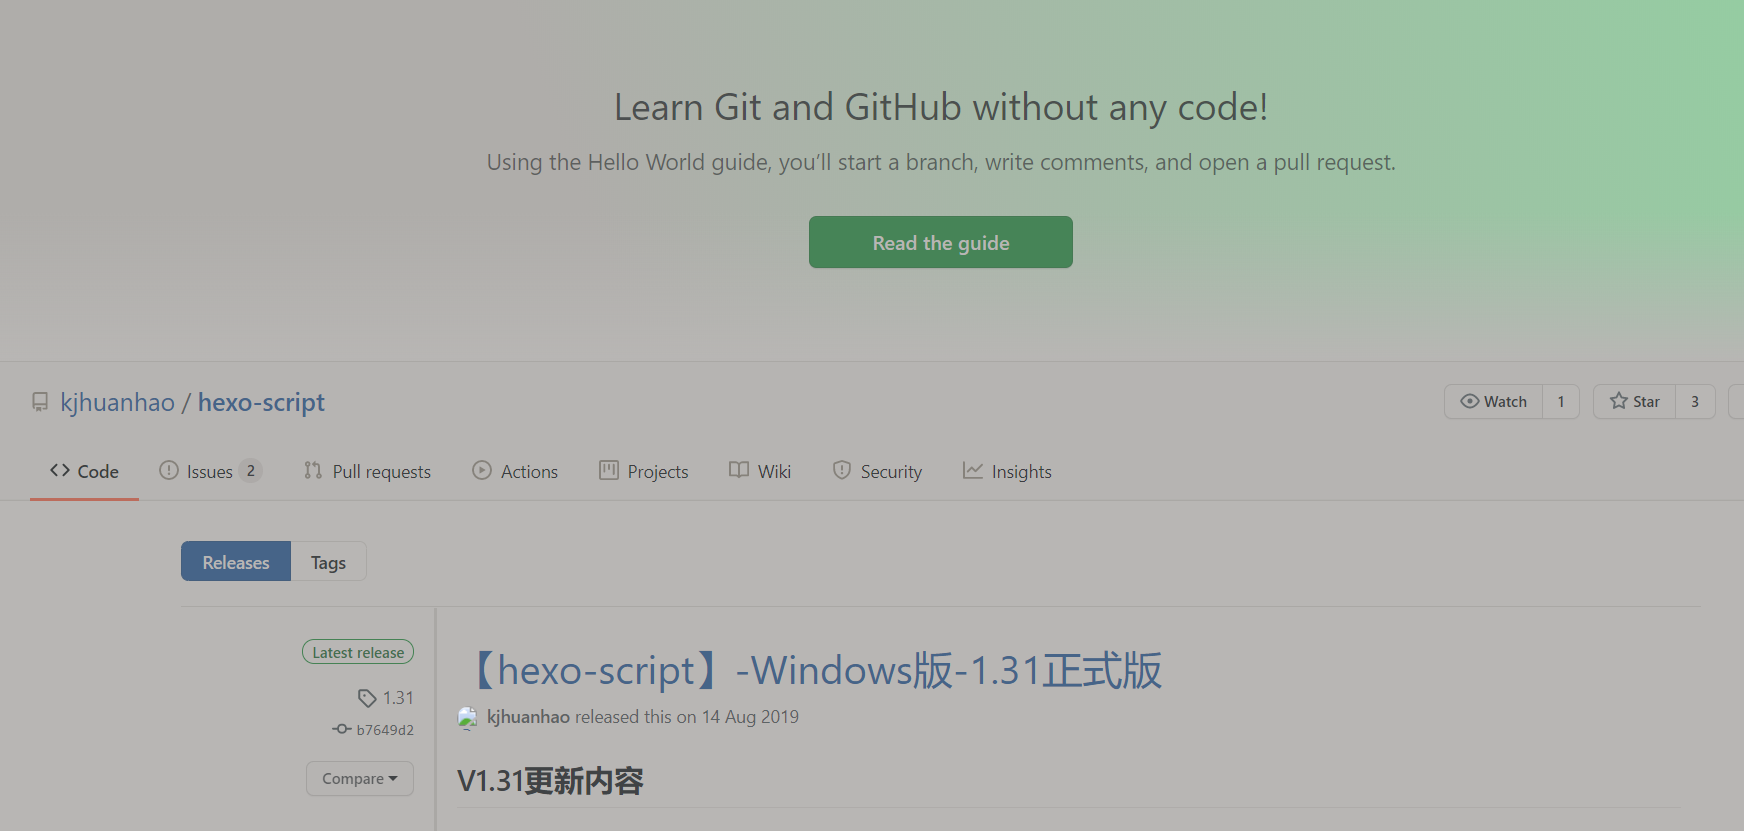 Learn Git and GitHub without any code!
Using the Hello World guide, you’ll start a branch, write comments, and open a pull request.
Read the guide
kjhuanhao / hexo-script
Watch 1 Star 3
Code Issues 2 Pull requests Actions Projects Wiki Security Insights
Releases Tags
Latest release
1.31
b7649d2
Compare
【hexo-script】-Windows版-1.31正式版
kjhuanhao released this on 14 Aug 2019
V1.31更新内容